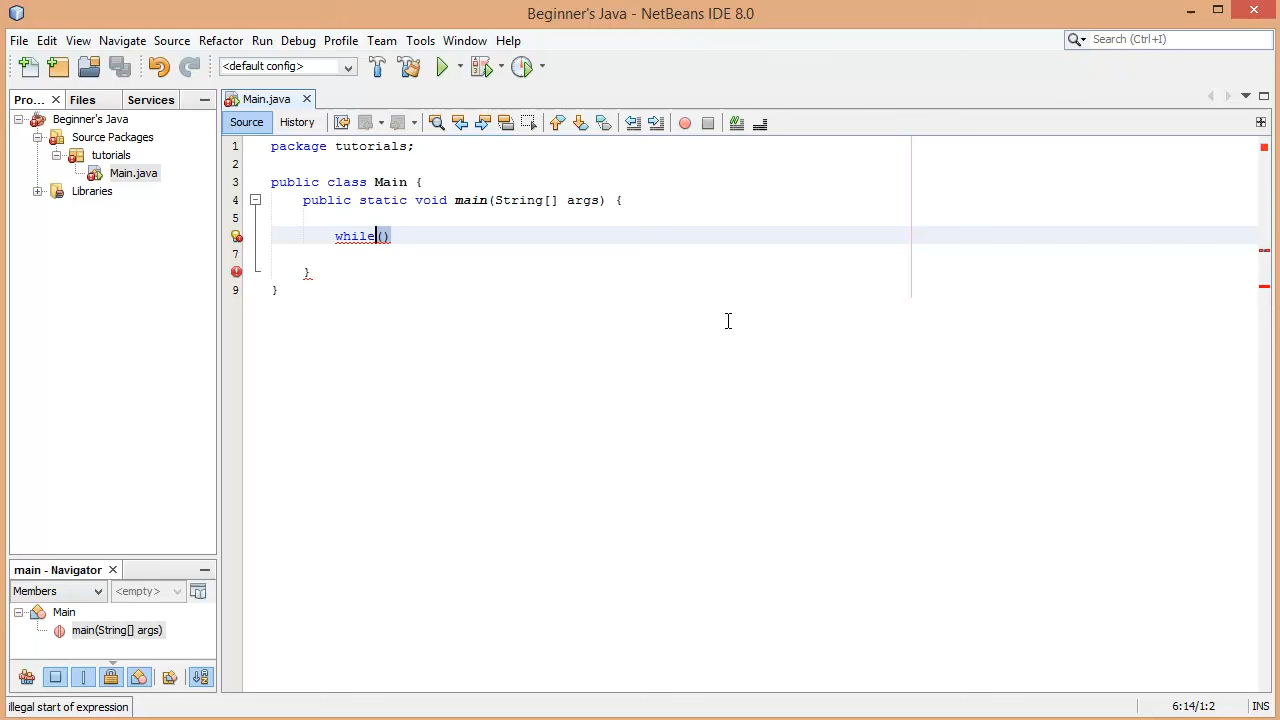 Beginner's Java - NetBeans IDE 8.0
File Edit View Navigate Source Refactor Run Debug Profile Team Tools Window Help
Search (Ctrl+I)
<default config>
Pro... Files Services
Main.java
Beginner's Java
Source Packages
tutorials
Main.java
Libraries
Source History
1 package tutorials;
2
3 public class Main {
4 public static void main(String[] args) {
5
while()
7
}
9 }
main - Navigator
Members <empty>
Main
main(String[] args)
illegal start of expression
6:14/1:2 INS